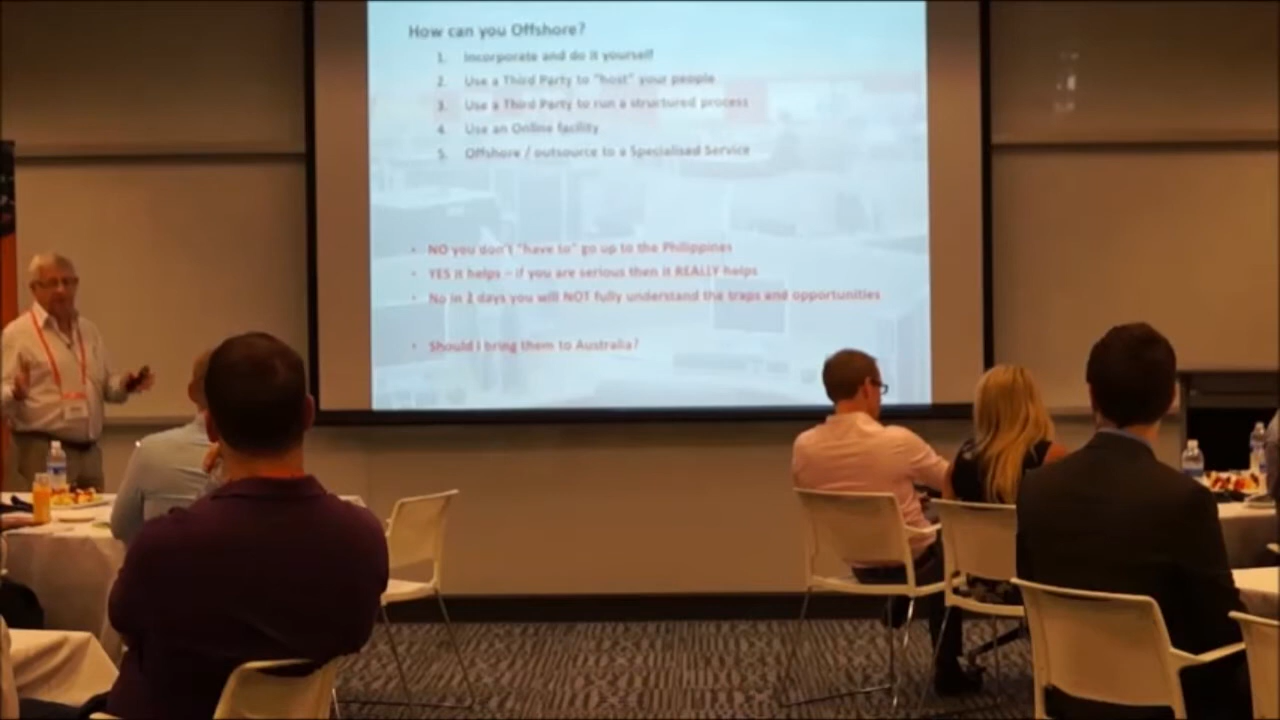 How can you Offshore?
1. Incorporate and do it yourself
2. Use a Third Party to "host" your people
3. Use a Third Party to run a structured process
4. Use an Online facility
5. Offshore / outsource to a Specialised Service
• NO you don't "have to" go up to the Philippines
• YES it helps – if you are serious then it REALLY helps
• No in 2 days you will NOT fully understand the traps and opportunities
• Should I bring them to Australia?